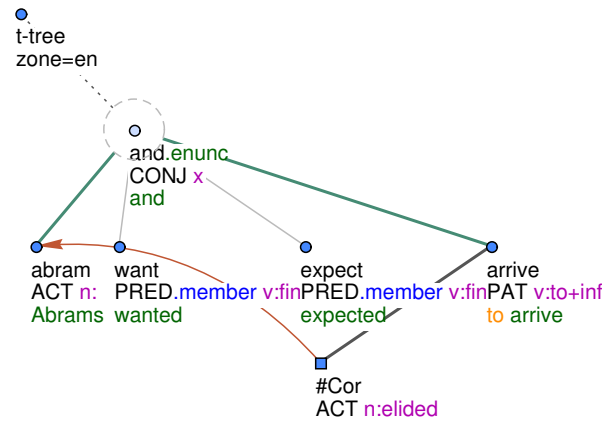 t-tree
zone=en
and.enunc
CONJ x
and
abram want expect arrive
ACT n: PRED.member v:fin PRED.member v:fin PAT v:to+inf
Abrams wanted expected to arrive
#Cor
ACT n:elided